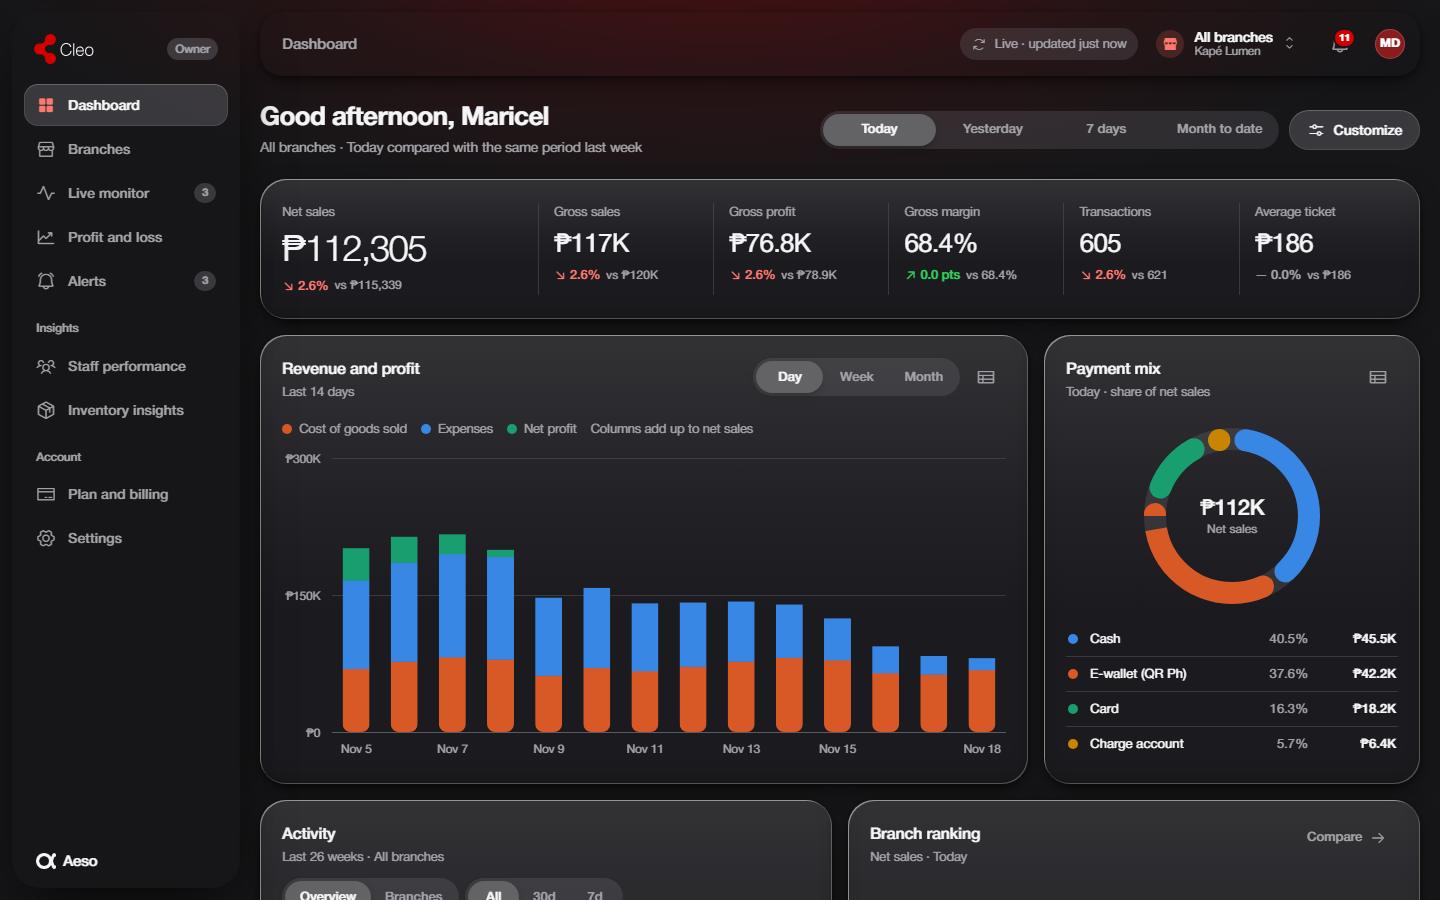 Cleo
Owner
Dashboard
Branches
Live monitor 3
Profit and loss
Alerts 3
Insights
Staff performance
Inventory insights
Account
Plan and billing
Settings
Aeso
Dashboard
Live · updated just now
All branches
Kapé Lumen
11
MD
Good afternoon, Maricel
All branches · Today compared with the same period last week
Today Yesterday 7 days Month to date
Customize
Net sales
₱112,305
↘ 2.6% vs ₱115,339
Gross sales
₱117K
↘ 2.6% vs ₱120K
Gross profit
₱76.8K
↘ 2.6% vs ₱78.9K
Gross margin
68.4%
↗ 0.0 pts vs 68.4%
Transactions
605
↘ 2.6% vs 621
Average ticket
₱186
— 0.0% vs ₱186
Revenue and profit
Last 14 days
Day Week Month
Cost of goods sold Expenses Net profit Columns add up to net sales
₱300K
₱150K
₱0
Nov 5 Nov 7 Nov 9 Nov 11 Nov 13 Nov 15 Nov 18
Payment mix
Today · share of net sales
₱112K
Net sales
Cash 40.5% ₱45.5K
E-wallet (QR Ph) 37.6% ₱42.2K
Card 16.3% ₱18.2K
Charge account 5.7% ₱6.4K
Activity
Last 26 weeks · All branches
Overview Branches All 30d 7d
Branch ranking
Net sales · Today
Compare →